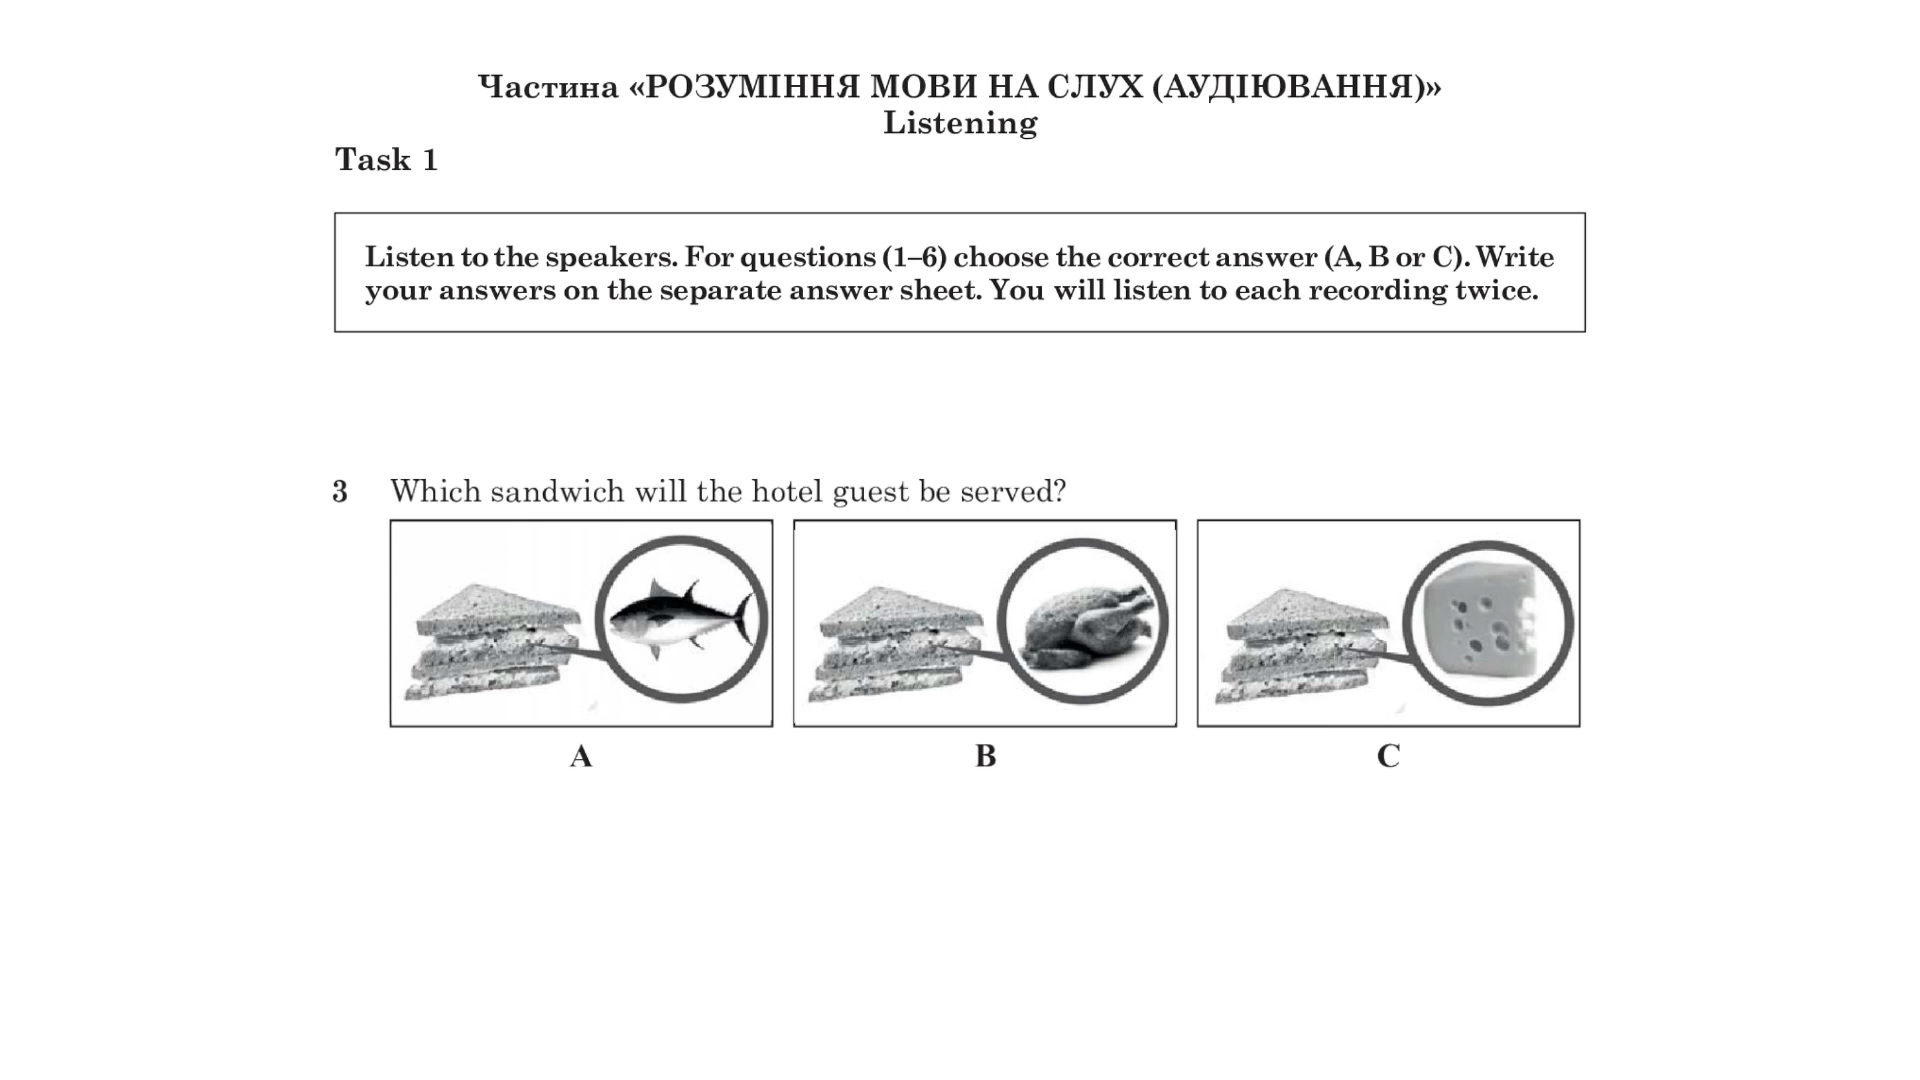 Частина «РОЗУМІННЯ МОВИ НА СЛУХ (АУДІЮВАННЯ)»
Listening
Task 1
Listen to the speakers. For questions (1–6) choose the correct answer (A, B or C). Write
your answers on the separate answer sheet. You will listen to each recording twice.
3 Which sandwich will the hotel guest be served?
A B C